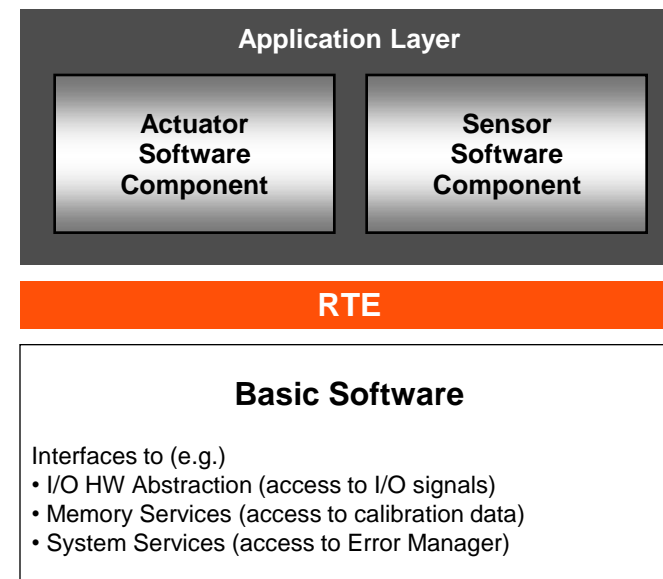 Application Layer
Actuator
Software
Component
Sensor
Software
Component
RTE
Basic Software
Interfaces to (e.g.)
• I/O HW Abstraction (access to I/O signals)
• Memory Services (access to calibration data)
• System Services (access to Error Manager)